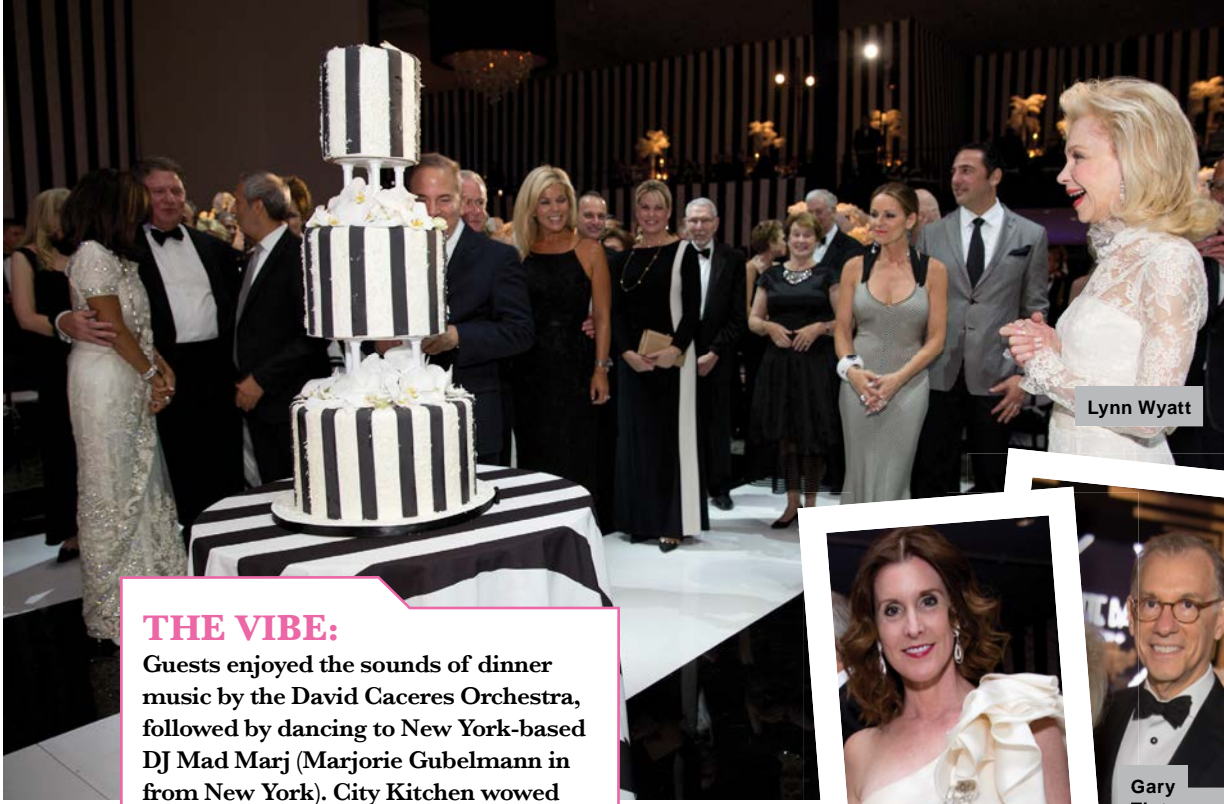 Lynn Wyatt
THE VIBE:
Guests enjoyed the sounds of dinner
music by the David Caceres Orchestra,
followed by dancing to New York-based
DJ Mad Marj (Marjorie Gubelmann in
from New York). City Kitchen wowed
Gary